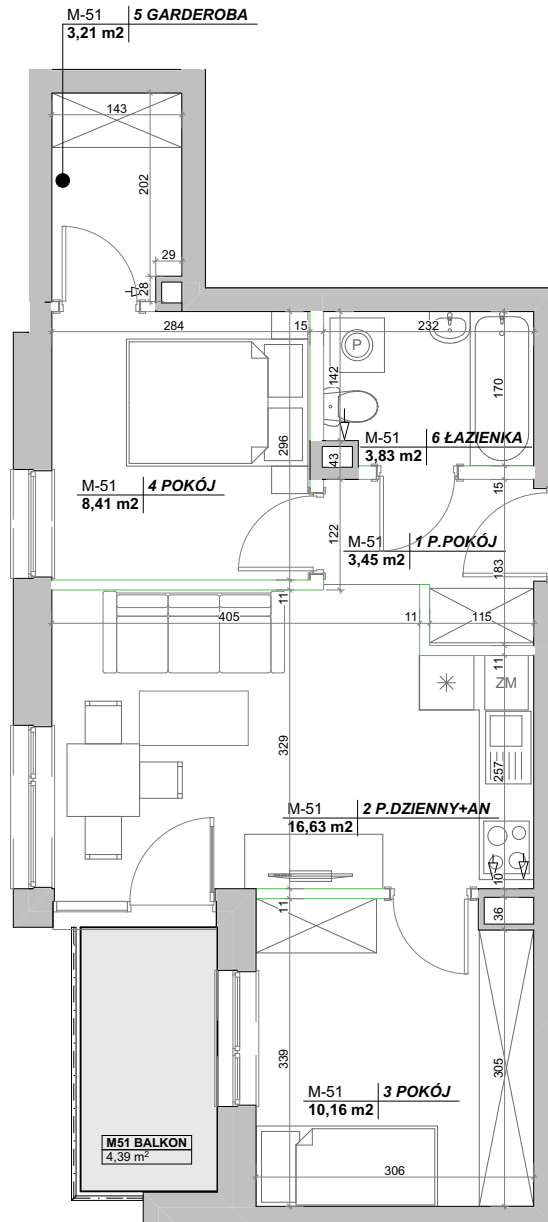 M-51 5 GARDEROBA
3,21 m2
143
202
29
28
284
15
232
P
142
170
296
M-51 6 ŁAZIENKA
3,83 m2
43
M-51 4 POKÓJ
8,41 m2
15
122
M-51 1 P.POKÓJ
3,45 m2
183
11
405
11
115
11
ZM
329
257
M-51 2 P.DZIENNY+AN
16,63 m2
10
11
36
339
305
M-51 3 POKÓJ
10,16 m2
M51 BALKON
4,39 m²
306